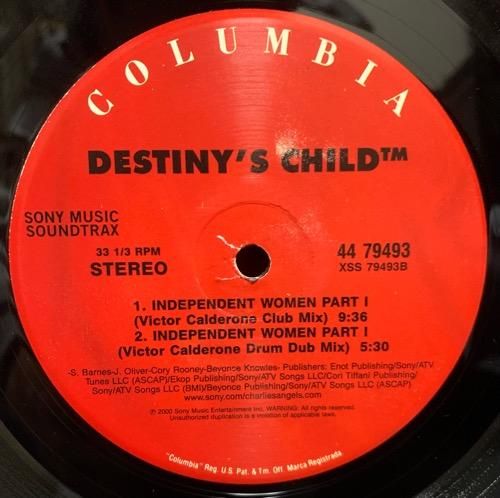 COLUMBIA
DESTINY'S CHILD™
SONY MUSIC
SOUNDTRAX
33 1/3 RPM
STEREO
44 79493
XSS 79493B
1. INDEPENDENT WOMEN PART I
(Victor Calderone Club Mix) 9:36
2. INDEPENDENT WOMEN PART I
(Victor Calderone Drum Dub Mix) 5:30
-S. Barnes-J. Oliver-Cory Rooney-Beyonce Knowles- Publishers: Enot Publishing/Sony/ATV
Tunes LLC (ASCAP)/Ekop Publishing/Sony/ATV Songs LLC/Cori Tiffani Publishing/
Sony/ATV Songs LLC (BMI)/Beyonce Publishing/Sony/ATV Songs LLC (ASCAP)
www.sony.com/charliesangels.com
℗ 2000 Sony Music Entertainment Inc. WARNING: All rights reserved.
Unauthorized duplication is a violation of applicable laws.
"Columbia" Reg. U.S. Pat. & Tm. Off. Marca Registrada.